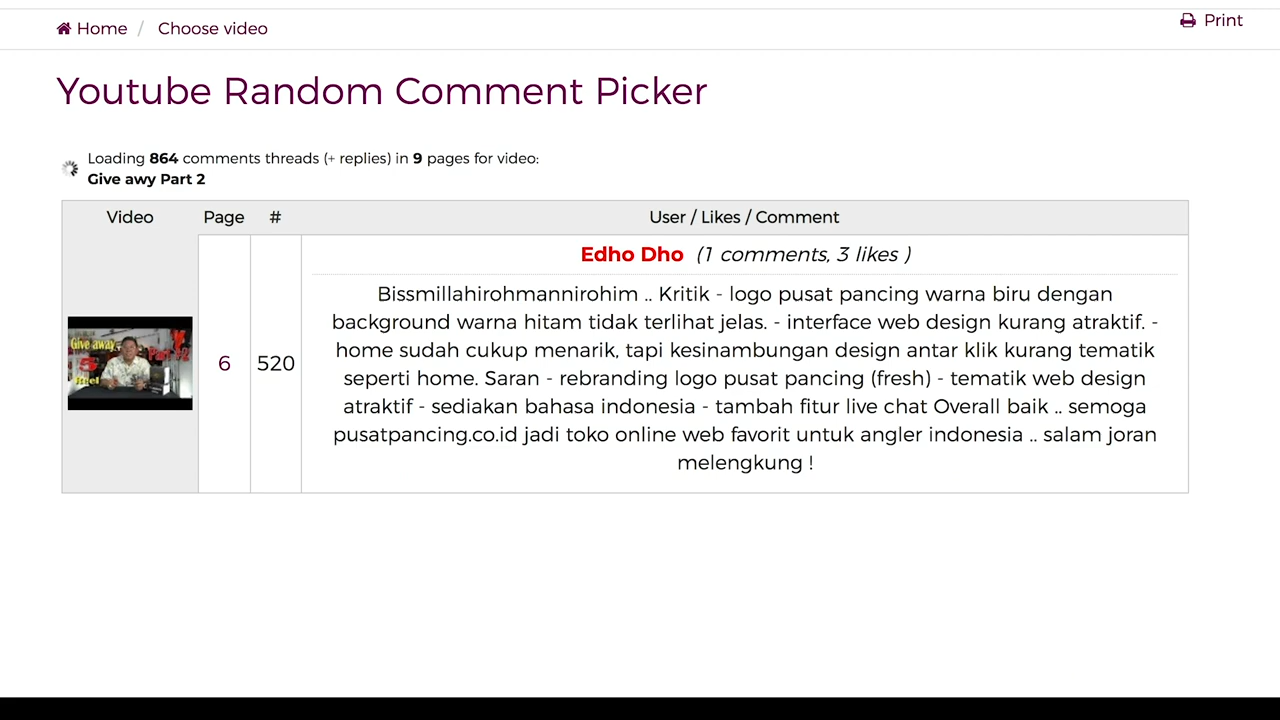 Home / Choose video
Print
Youtube Random Comment Picker
Loading 864 comments threads (+ replies) in 9 pages for video:
Give awy Part 2
Video Page # User / Likes / Comment
Edho Dho (1 comments, 3 likes )
Bissmillahirohmannirohim .. Kritik - logo pusat pancing warna biru dengan
background warna hitam tidak terlihat jelas. - interface web design kurang atraktif. -
home sudah cukup menarik, tapi kesinambungan design antar klik kurang tematik
seperti home. Saran - rebranding logo pusat pancing (fresh) - tematik web design
atraktif - sediakan bahasa indonesia - tambah fitur live chat Overall baik .. semoga
pusatpancing.co.id jadi toko online web favorit untuk angler indonesia .. salam joran
melengkung !
6 520
Give away
Part
5
Reel